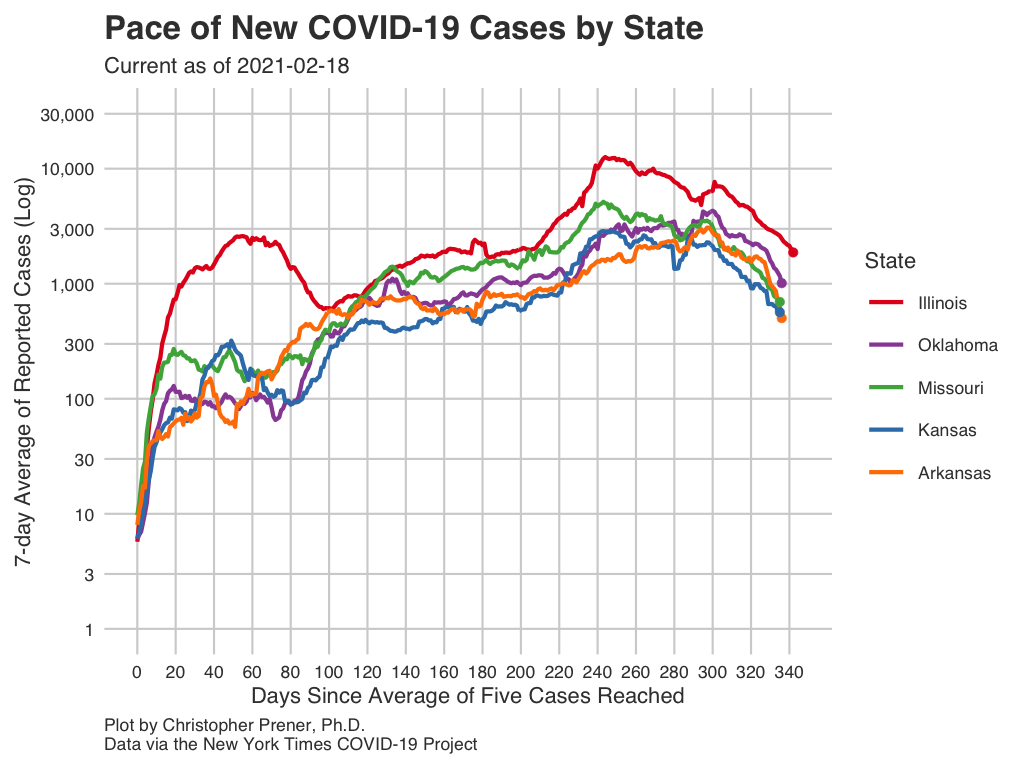 Pace of New COVID-19 Cases by State
Current as of 2021-02-18
7-day Average of Reported Cases (Log)
30,000
10,000
3,000
1,000
300
100
30
10
3
1
0 20 40 60 80 100 120 140 160 180 200 220 240 260 280 300 320 340
Days Since Average of Five Cases Reached
State
Illinois
Oklahoma
Missouri
Kansas
Arkansas
Plot by Christopher Prener, Ph.D.
Data via the New York Times COVID-19 Project